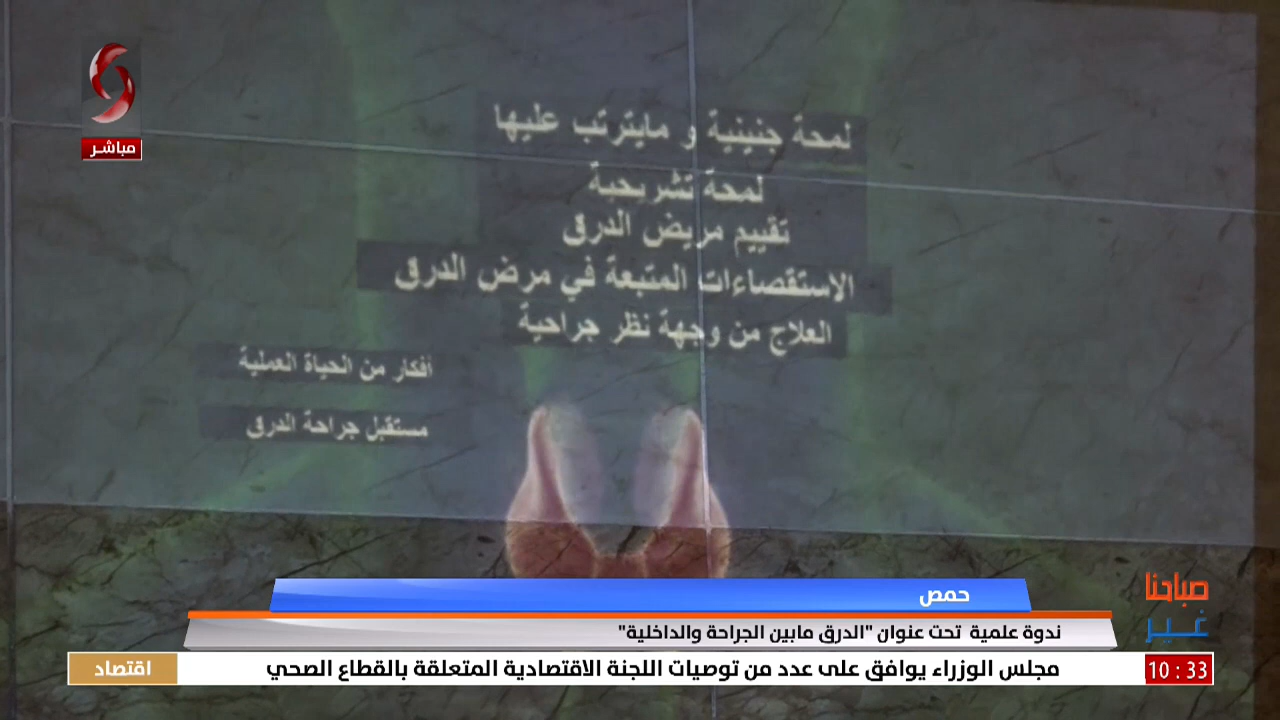 مباشر
لمحة جنينية و مايترتب عليها
لمحة تشريحية
تقييم مريض الدرق
الاستقصاءات المتبعة في مرض الدرق
العلاج من وجهة نظر جراحية
أفكار من الحياة العملية
مستقبل جراحة الدرق
حمص
صباحنا
غير
ندوة علمية تحت عنوان "الدرق مابين الجراحة والداخلية"
10 : 33
مجلس الوزراء يوافق على عدد من توصيات اللجنة الاقتصادية المتعلقة بالقطاع الصحي
اقتصاد